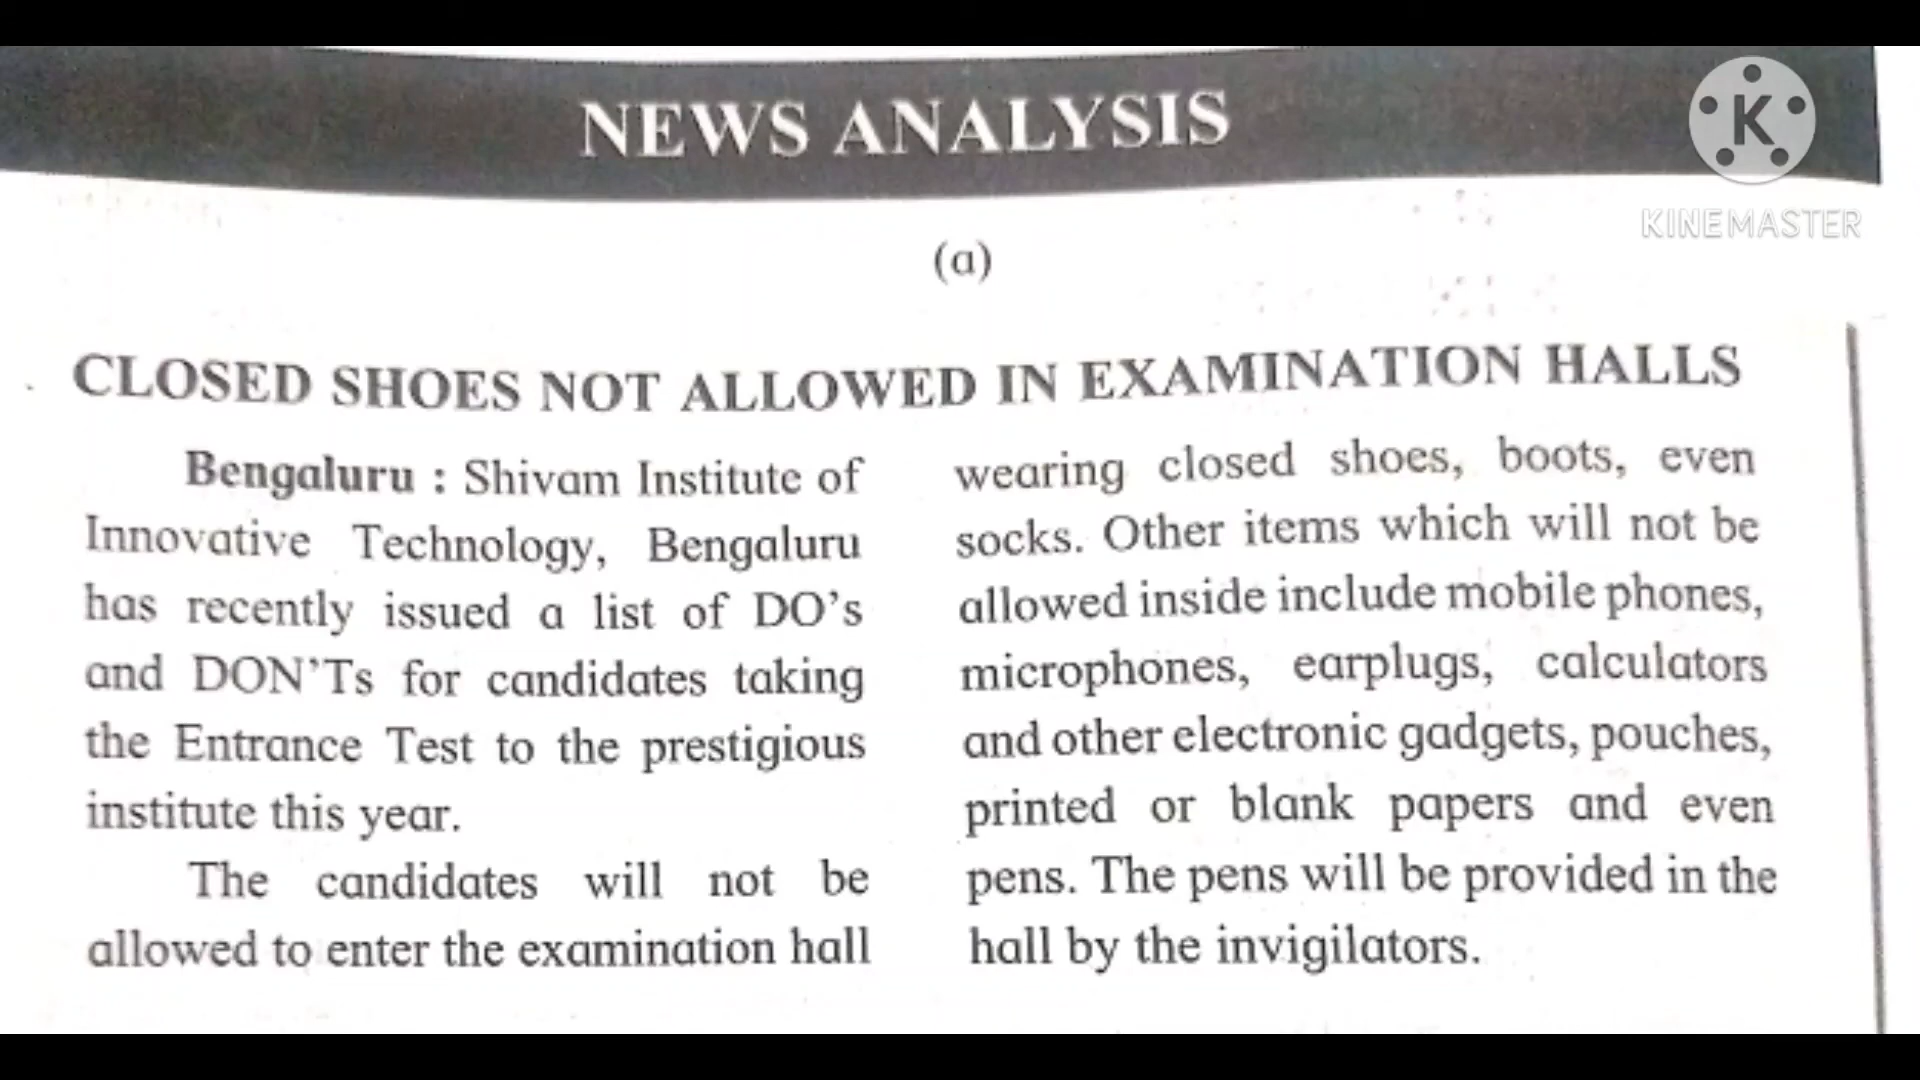 NEWS ANALYSIS
K
KINEMASTER
(a)
CLOSED SHOES NOT ALLOWED IN EXAMINATION HALLS
Bengaluru : Shivam Institute of
Innovative Technology, Bengaluru
has recently issued a list of DO's
and DON'Ts for candidates taking
the Entrance Test to the prestigious
institute this year.
The candidates will not be
allowed to enter the examination hall
wearing closed shoes, boots, even
socks. Other items which will not be
allowed inside include mobile phones,
microphones, earplugs, calculators
and other electronic gadgets, pouches,
printed or blank papers and even
pens. The pens will be provided in the
hall by the invigilators.